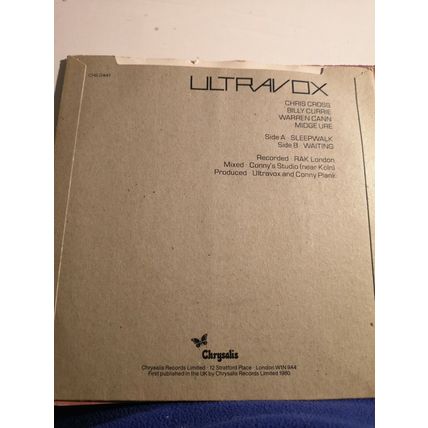 CHS 2441
ULTRAVOX
CHRIS CROSS
BILLY CURRIE
WARREN CANN
MIDGE URE
Side A · SLEEPWALK
Side B · WAITING
Recorded · RAK London
Mixed · Conny's Studio (near Köln)
Produced · Ultravox and Conny Plank
Chrysalis
Chrysalis Records Limited · 12 Stratford Place · London W1N 9AF
First published in the UK by Chrysalis Records Limited 1980